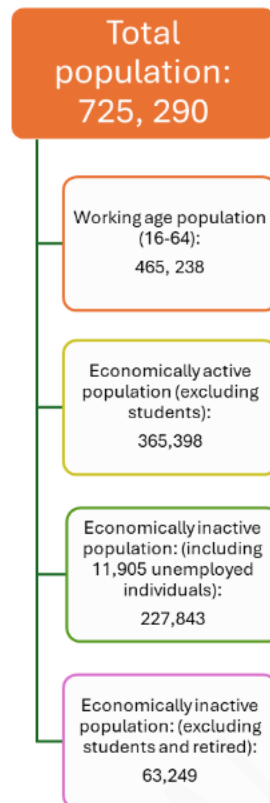 Total
population:
725, 290
Working age population
(16-64):
465, 238
Economically active
population (excluding
students):
365,398
Economically inactive
population: (including
11,905 unemployed
individuals):
227,843
Economically inactive
population: (excluding
students and retired):
63,249